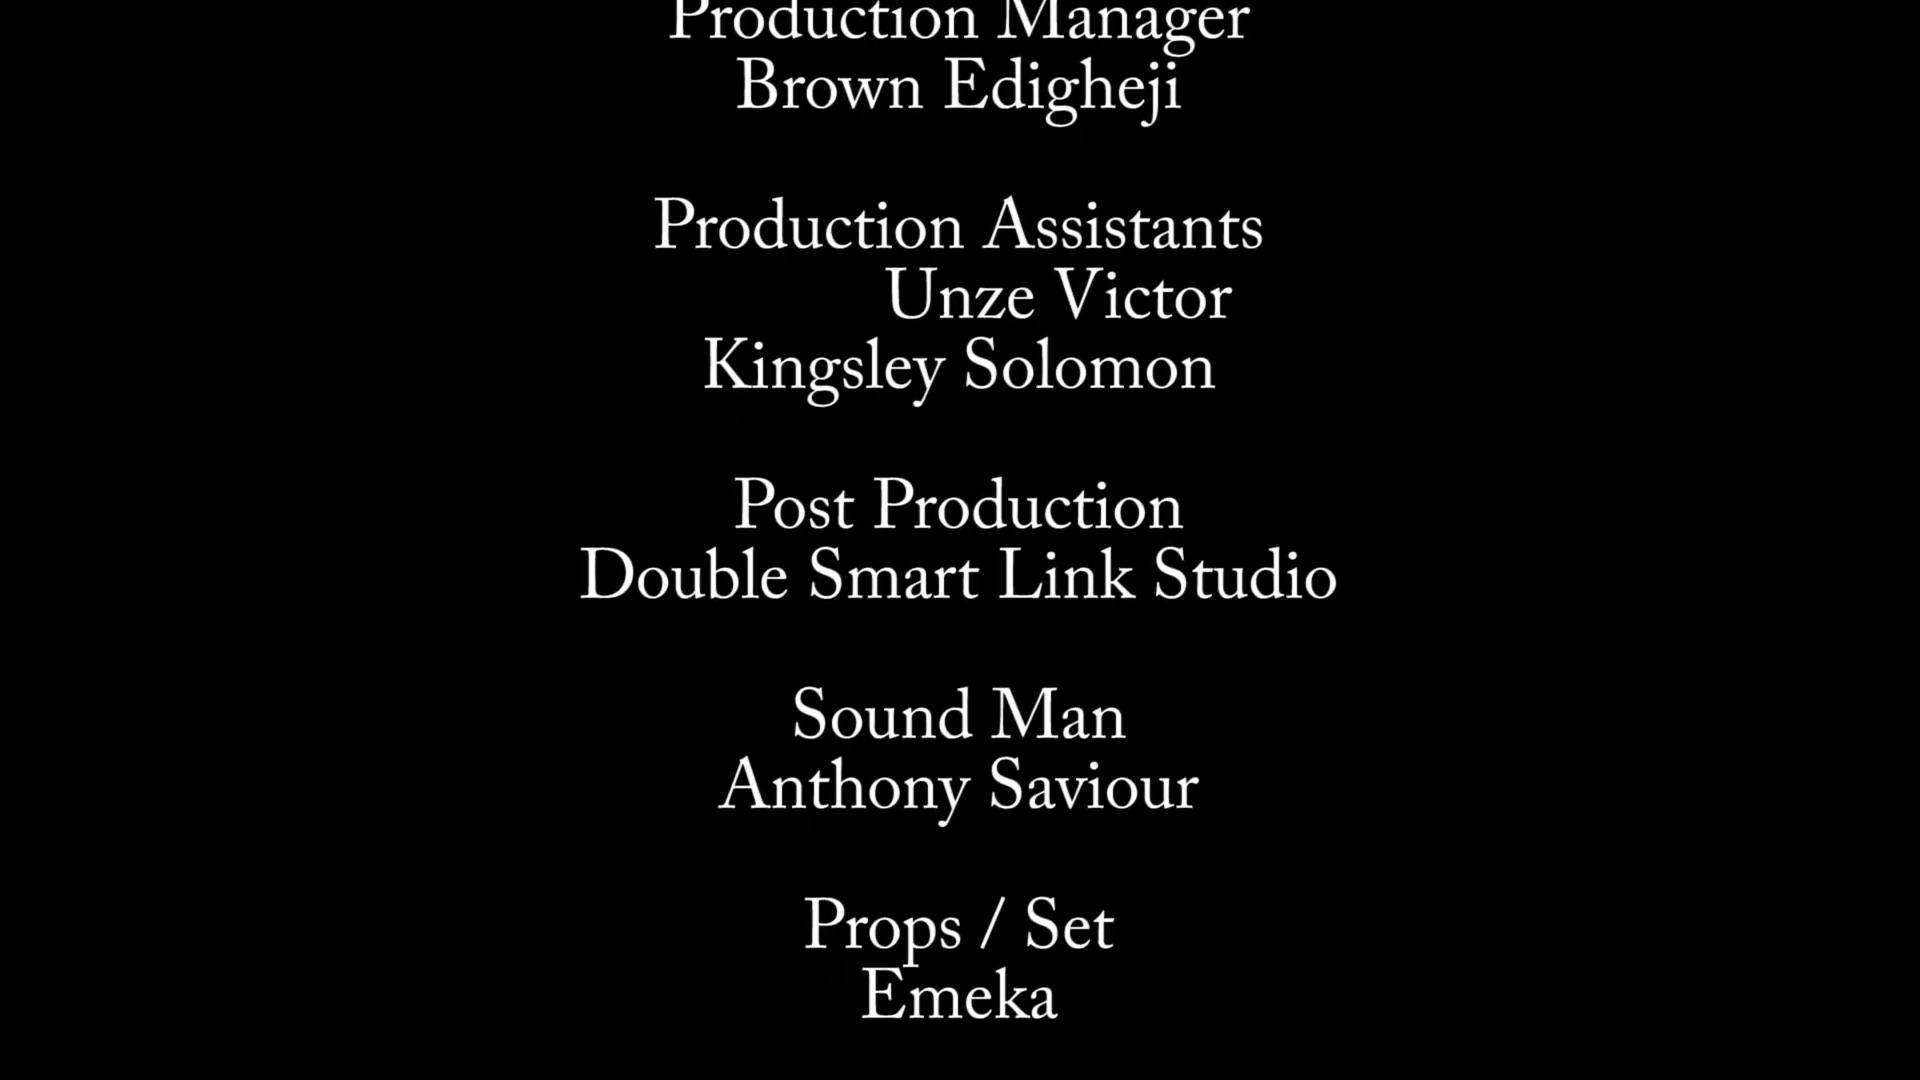 Production Manager
Brown Edigheji
Production Assistants
Unze Victor
Kingsley Solomon
Post Production
Double Smart Link Studio
Sound Man
Anthony Saviour
Props / Set
Emeka